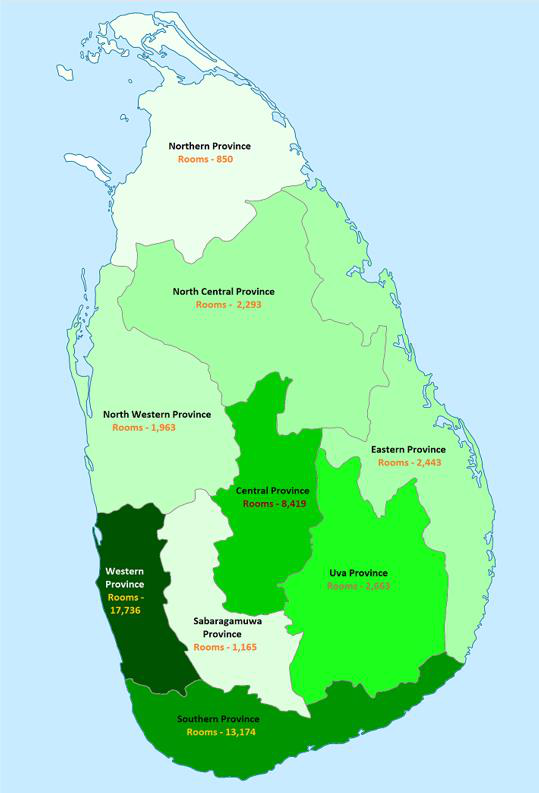 Northern Province
Rooms - 850
North Central Province
Rooms - 2,293
North Western Province
Rooms - 1,963
Eastern Province
Rooms - 2,443
Central Province
Rooms - 8,419
Western
Province
Rooms -
17,736
Uva Province
Rooms - 2,663
Sabaragamuwa
Province
Rooms - 1,165
Southern Province
Rooms - 13,174